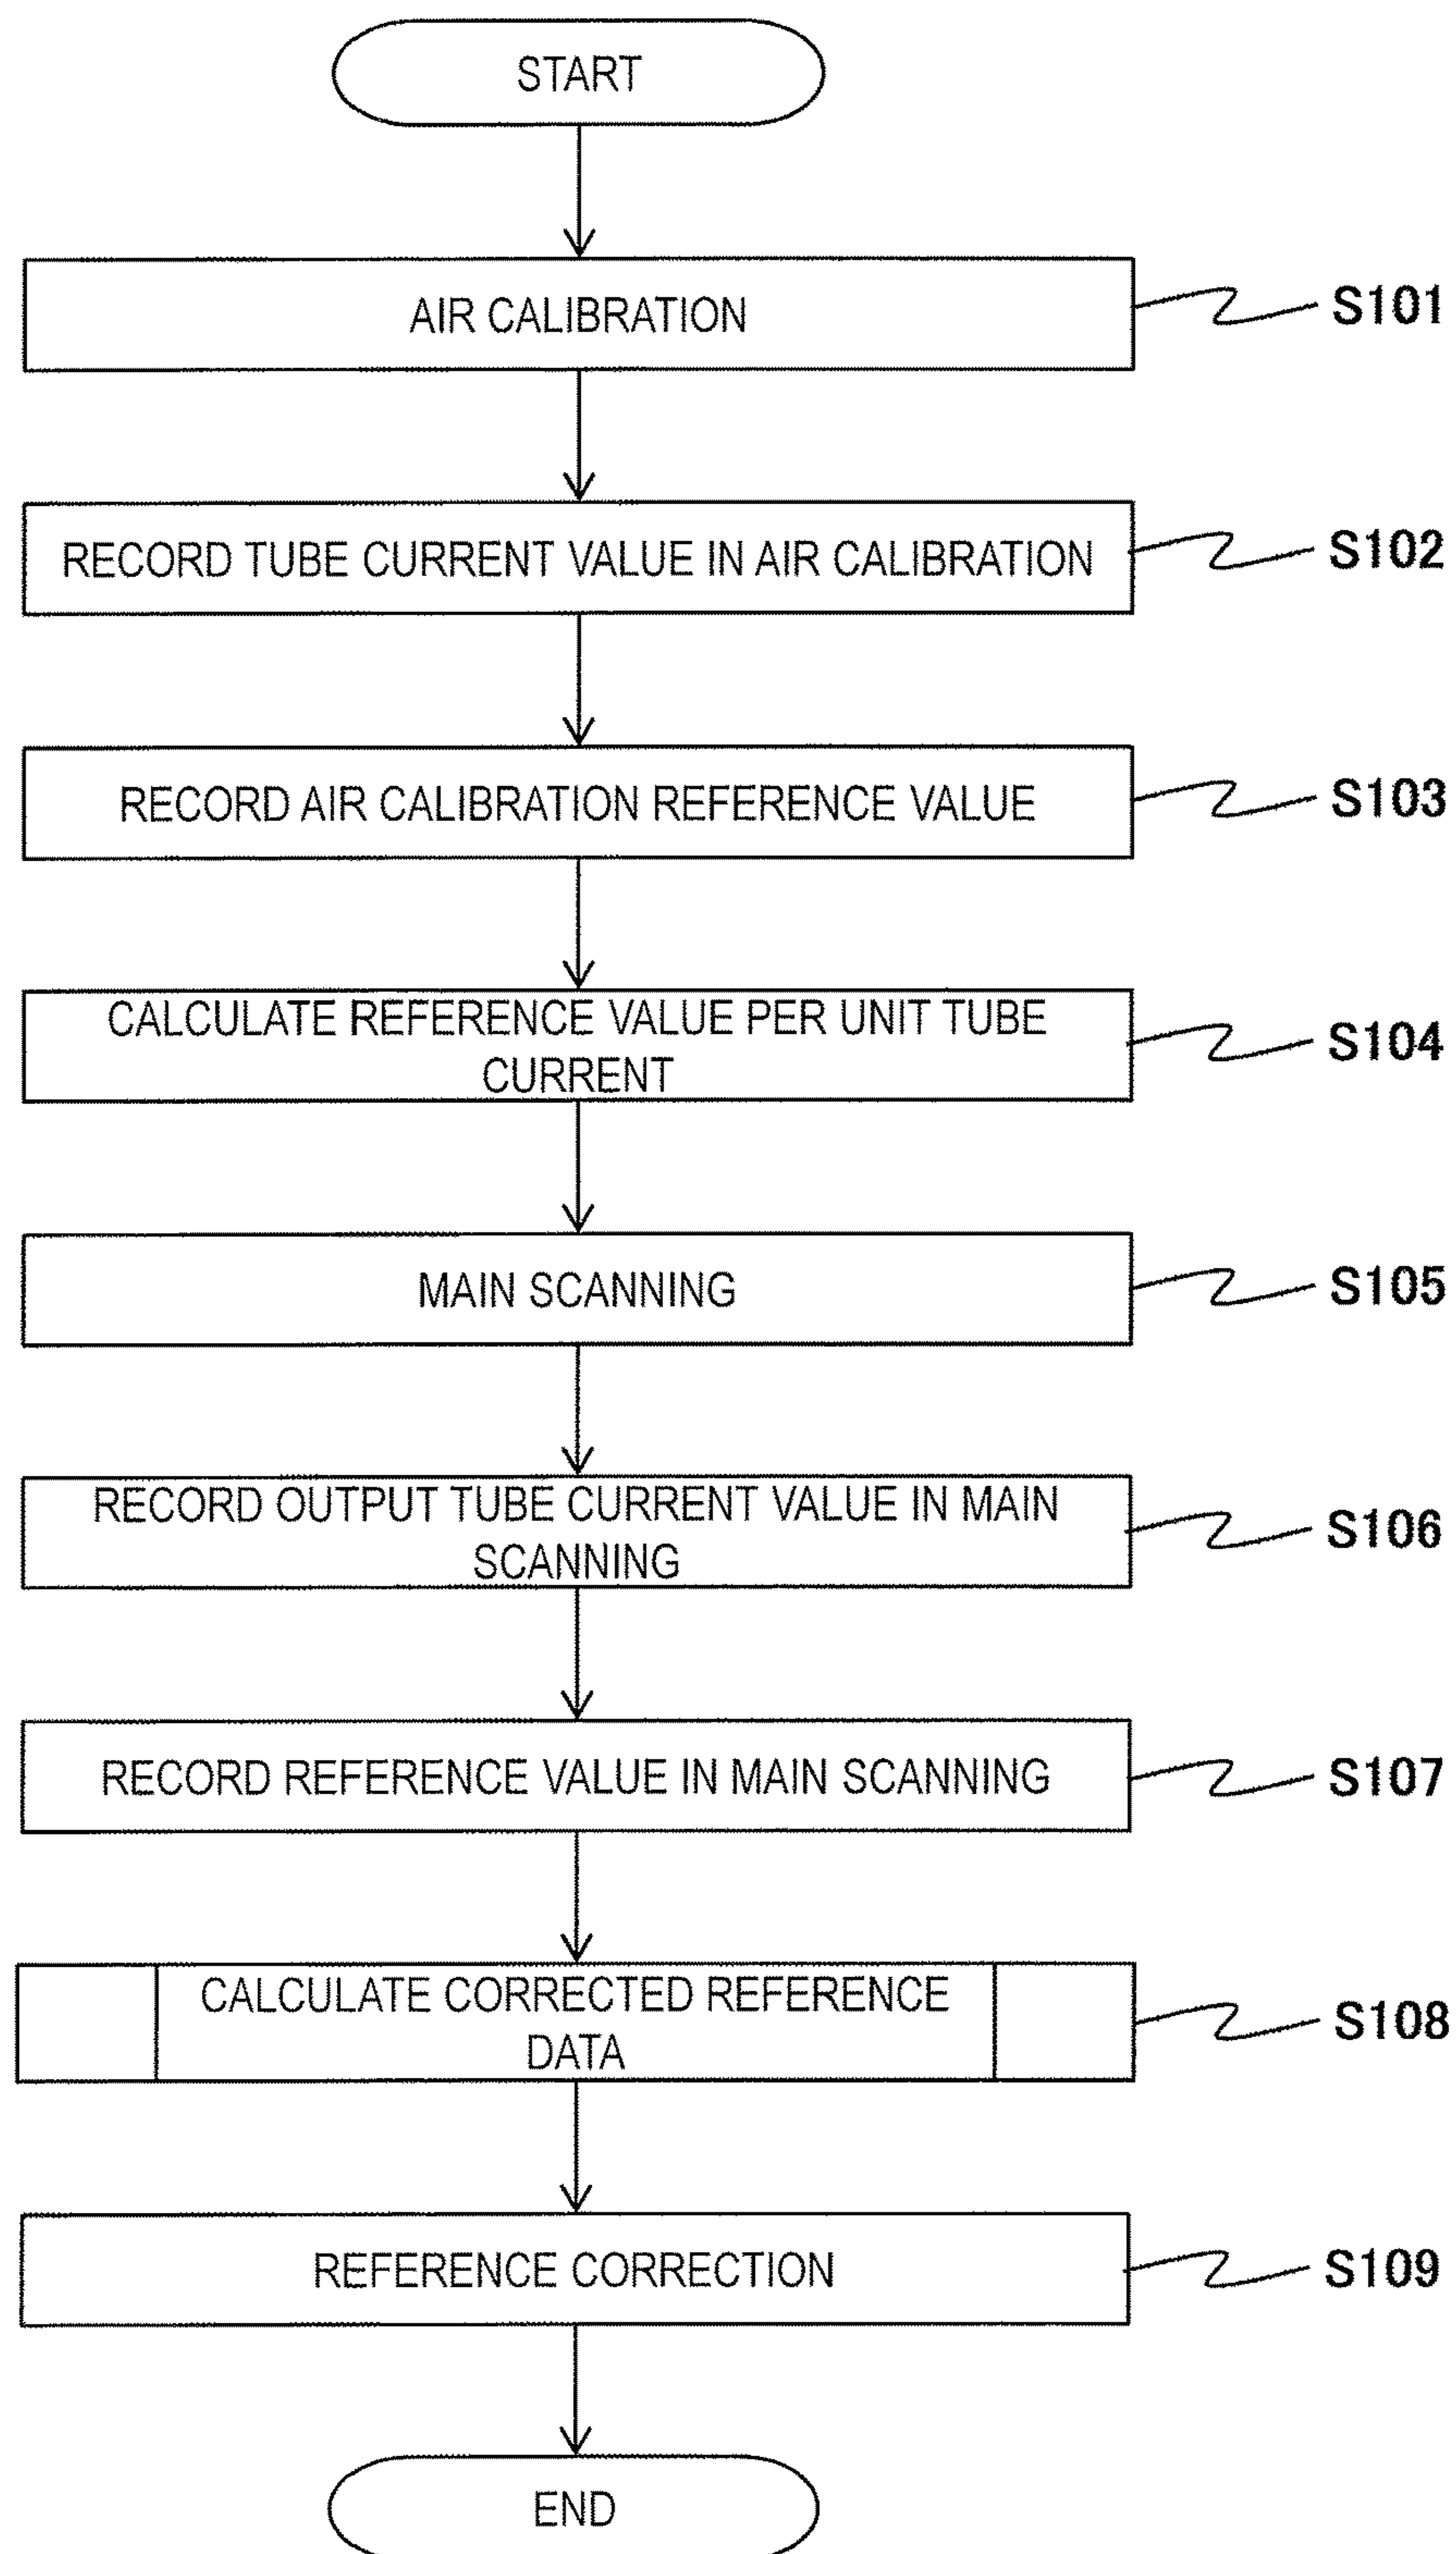 START
AIR CALIBRATION
S101
RECORD TUBE CURRENT VALUE IN AIR CALIBRATION
S102
RECORD AIR CALIBRATION REFERENCE VALUE
S103
CALCULATE REFERENCE VALUE PER UNIT TUBE
CURRENT
S104
MAIN SCANNING
S105
RECORD OUTPUT TUBE CURRENT VALUE IN MAIN
SCANNING
S106
RECORD REFERENCE VALUE IN MAIN SCANNING
S107
CALCULATE CORRECTED REFERENCE
DATA
S108
REFERENCE CORRECTION
S109
END